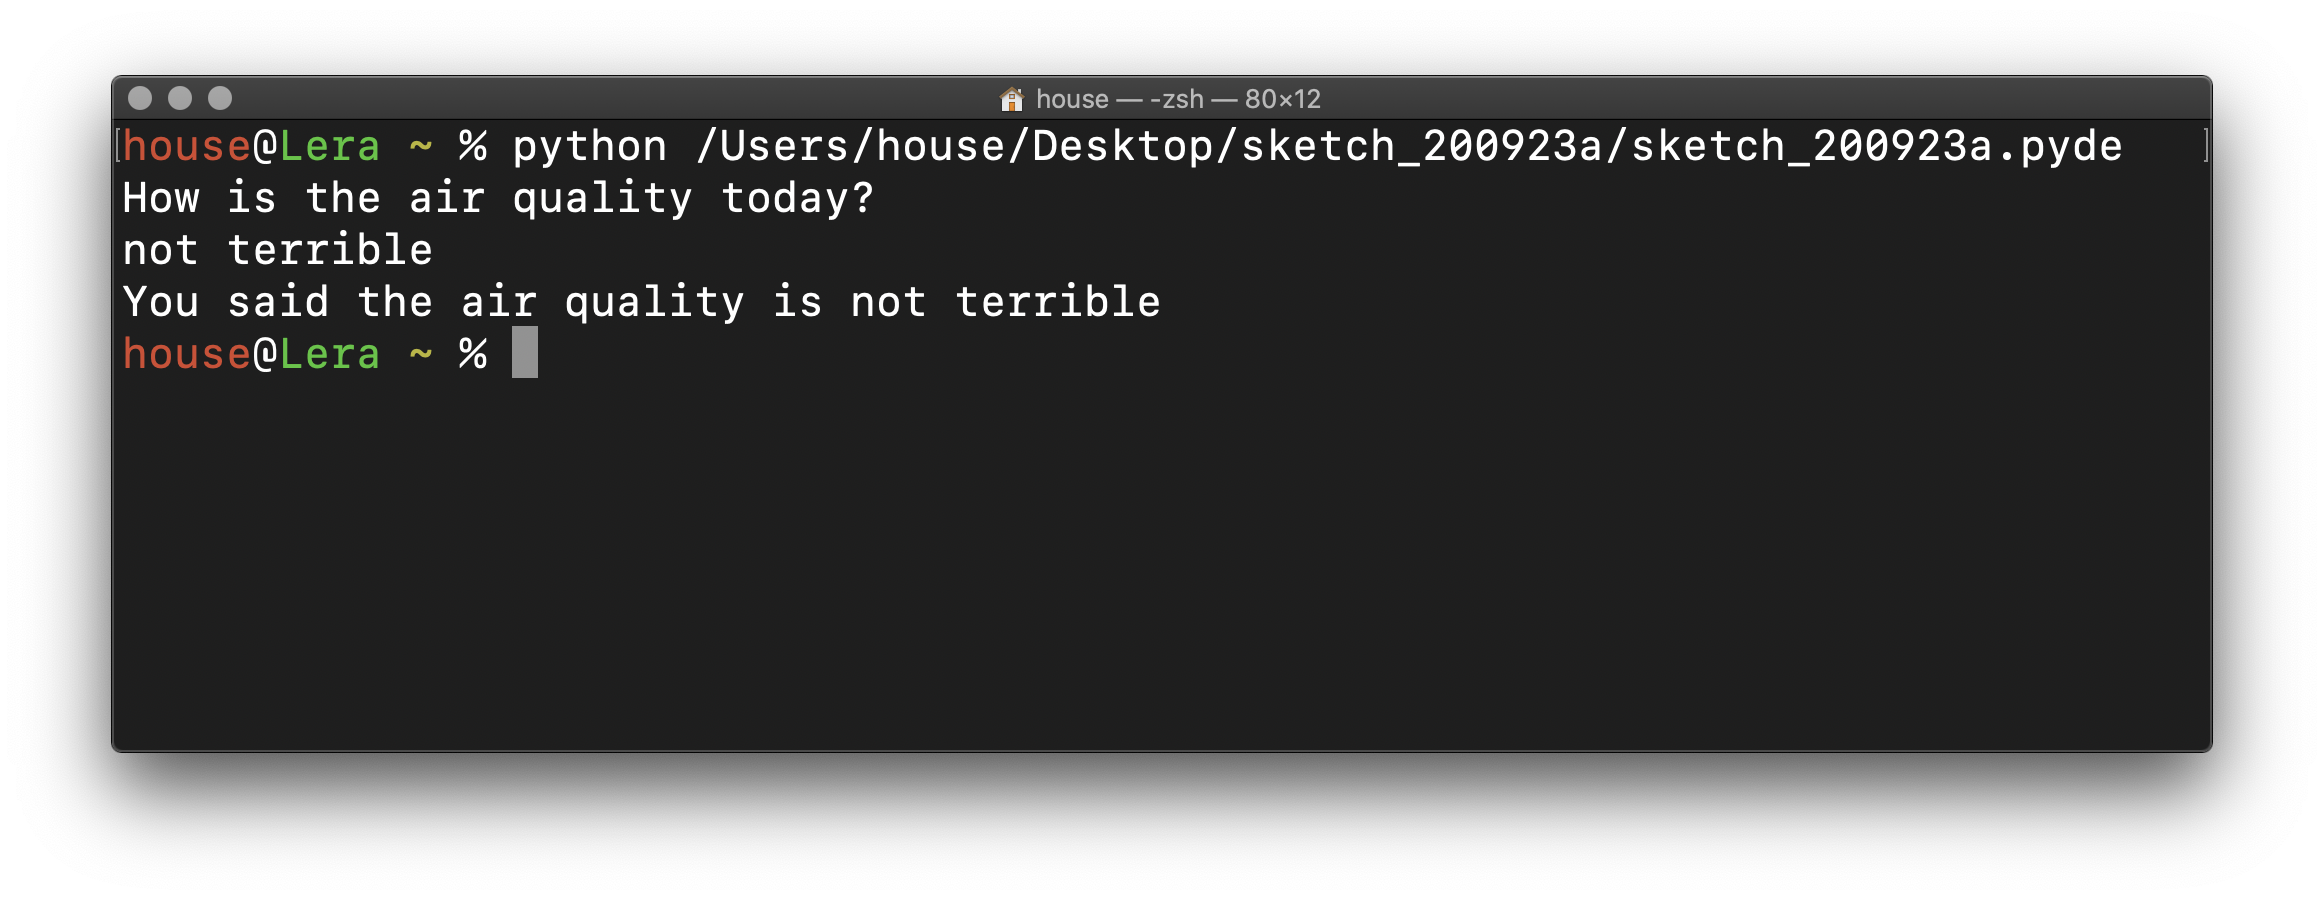 house — -zsh — 80×12
[house@Lera ~ % python /Users/house/Desktop/sketch_200923a/sketch_200923a.pyde ]
How is the air quality today?
not terrible
You said the air quality is not terrible
house@Lera ~ %